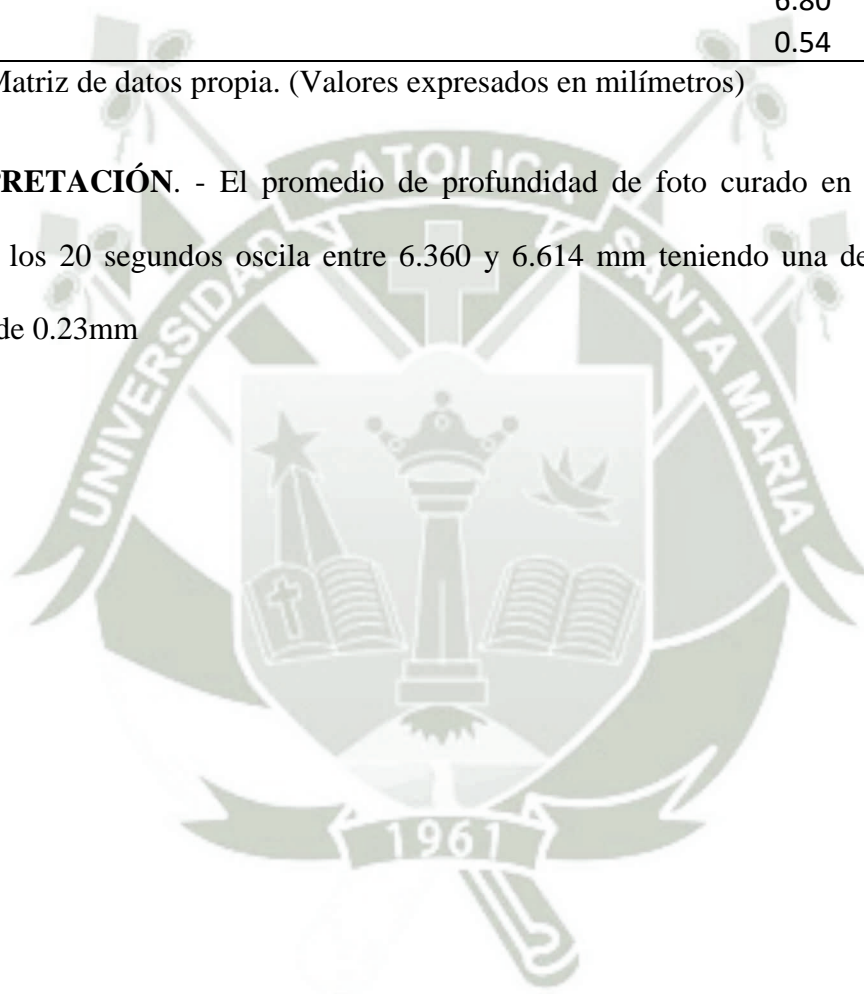 6.80
0.54
Matriz de datos propia. (Valores expresados en milímetros)
PRETACIÓN. - El promedio de profundidad de foto curado en
los 20 segundos oscila entre 6.360 y 6.614 mm teniendo una de
de 0.23mm
UNIVERSIDAD CATOLICA SANTA MARIA
1961